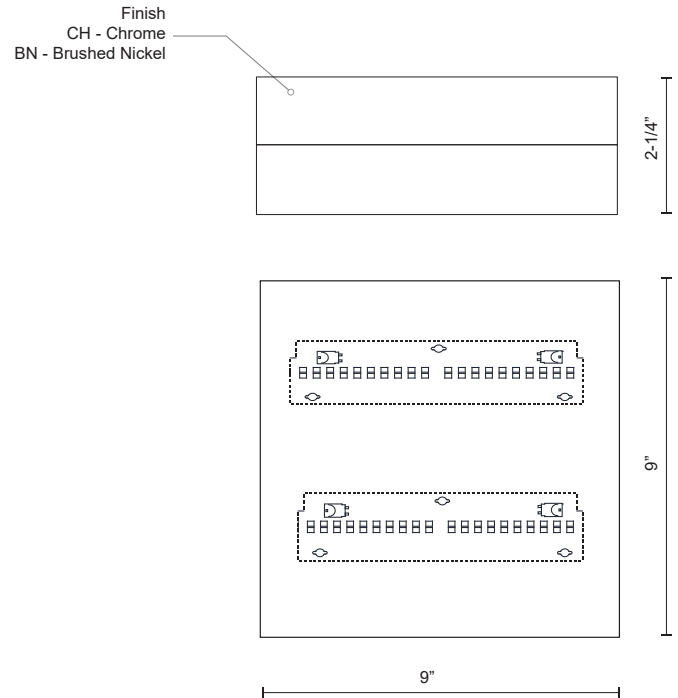 Finish
CH - Chrome
BN - Brushed Nickel
2-1/4”
9”
9”